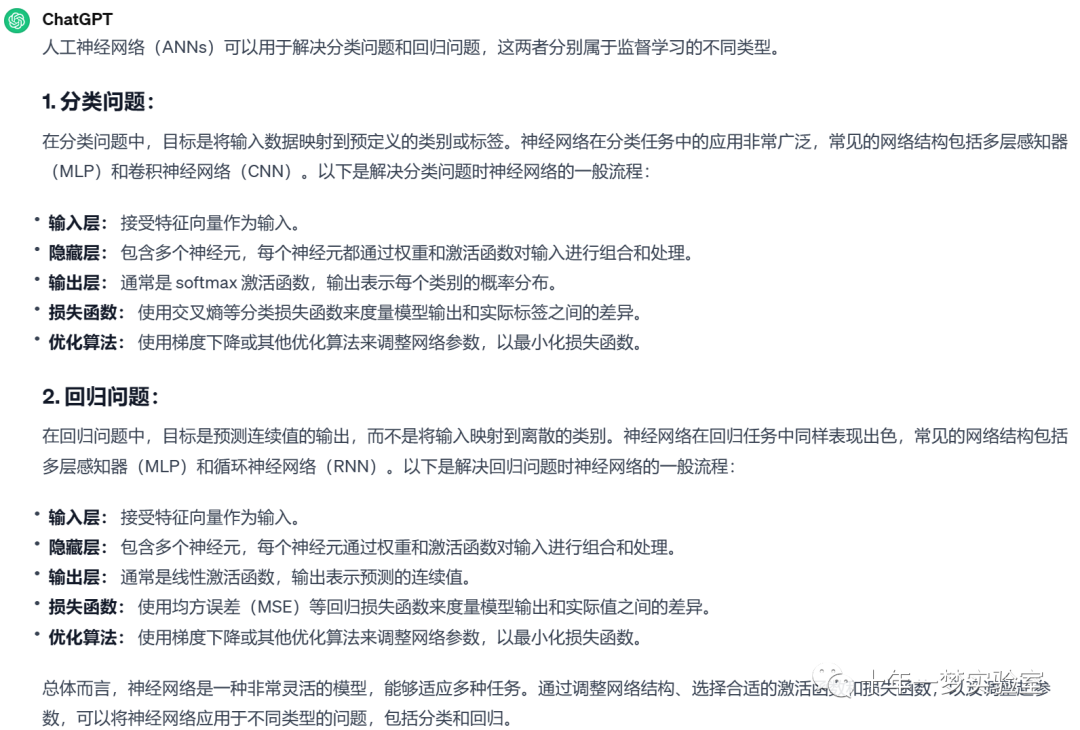 ChatGPT
人工神经网络（ANNs）可以用于解决分类问题和回归问题，这两者分别属于监督学习的不同类型。
1. 分类问题：
在分类问题中，目标是将输入数据映射到预定义的类别或标签。神经网络在分类任务中的应用非常广泛，常见的网络结构包括多层感知器
（MLP）和卷积神经网络（CNN）。以下是解决分类问题时神经网络的一般流程：
• 输入层： 接受特征向量作为输入。
• 隐藏层： 包含多个神经元，每个神经元都通过权重和激活函数对输入进行组合和处理。
• 输出层： 通常是 softmax 激活函数，输出表示每个类别的概率分布。
• 损失函数： 使用交叉熵等分类损失函数来度量模型输出和实际标签之间的差异。
• 优化算法： 使用梯度下降或其他优化算法来调整网络参数，以最小化损失函数。
2. 回归问题：
在回归问题中，目标是预测连续值的输出，而不是将输入映射到离散的类别。神经网络在回归任务中同样表现出色，常见的网络结构包括
多层感知器（MLP）和循环神经网络（RNN）。以下是解决回归问题时神经网络的一般流程：
• 输入层： 接受特征向量作为输入。
• 隐藏层： 包含多个神经元，每个神经元通过权重和激活函数对输入进行组合和处理。
• 输出层： 通常是线性激活函数，输出表示预测的连续值。
• 损失函数： 使用均方误差（MSE）等回归损失函数来度量模型输出和实际值之间的差异。
• 优化算法： 使用梯度下降或其他优化算法来调整网络参数，以最小化损失函数。
总体而言，神经网络是一种非常灵活的模型，能够适应多种任务。通过调整网络结构、选择合适的激活函数和损失函数，以及调整超参
数，可以将神经网络应用于不同类型的问题，包括分类和回归。
十年一梦实验室